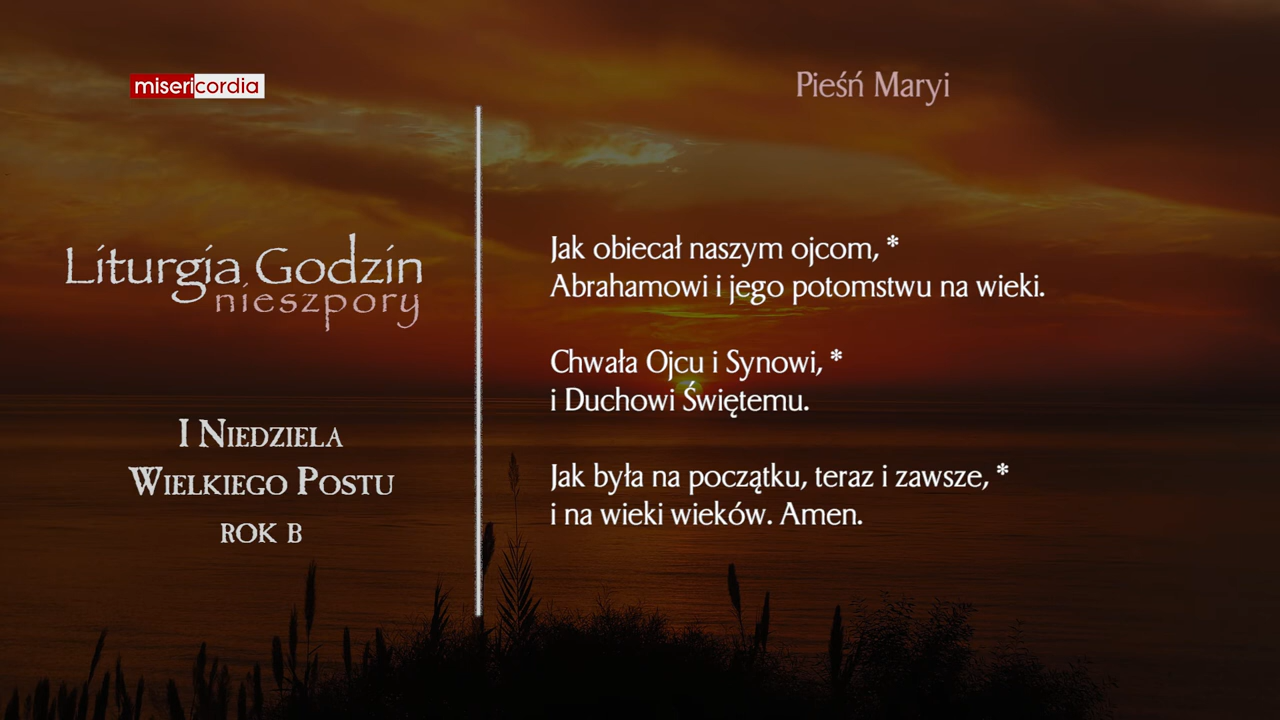 misericordia
Pieśń Maryi
Liturgia Godzin
nieszpory
I Niedziela
Wielkiego Postu
rok b
Jak obiecał naszym ojcom, *
Abrahamowi i jego potomstwu na wieki.
Chwała Ojcu i Synowi, *
i Duchowi Świętemu.
Jak była na początku, teraz i zawsze, *
i na wieki wieków. Amen.